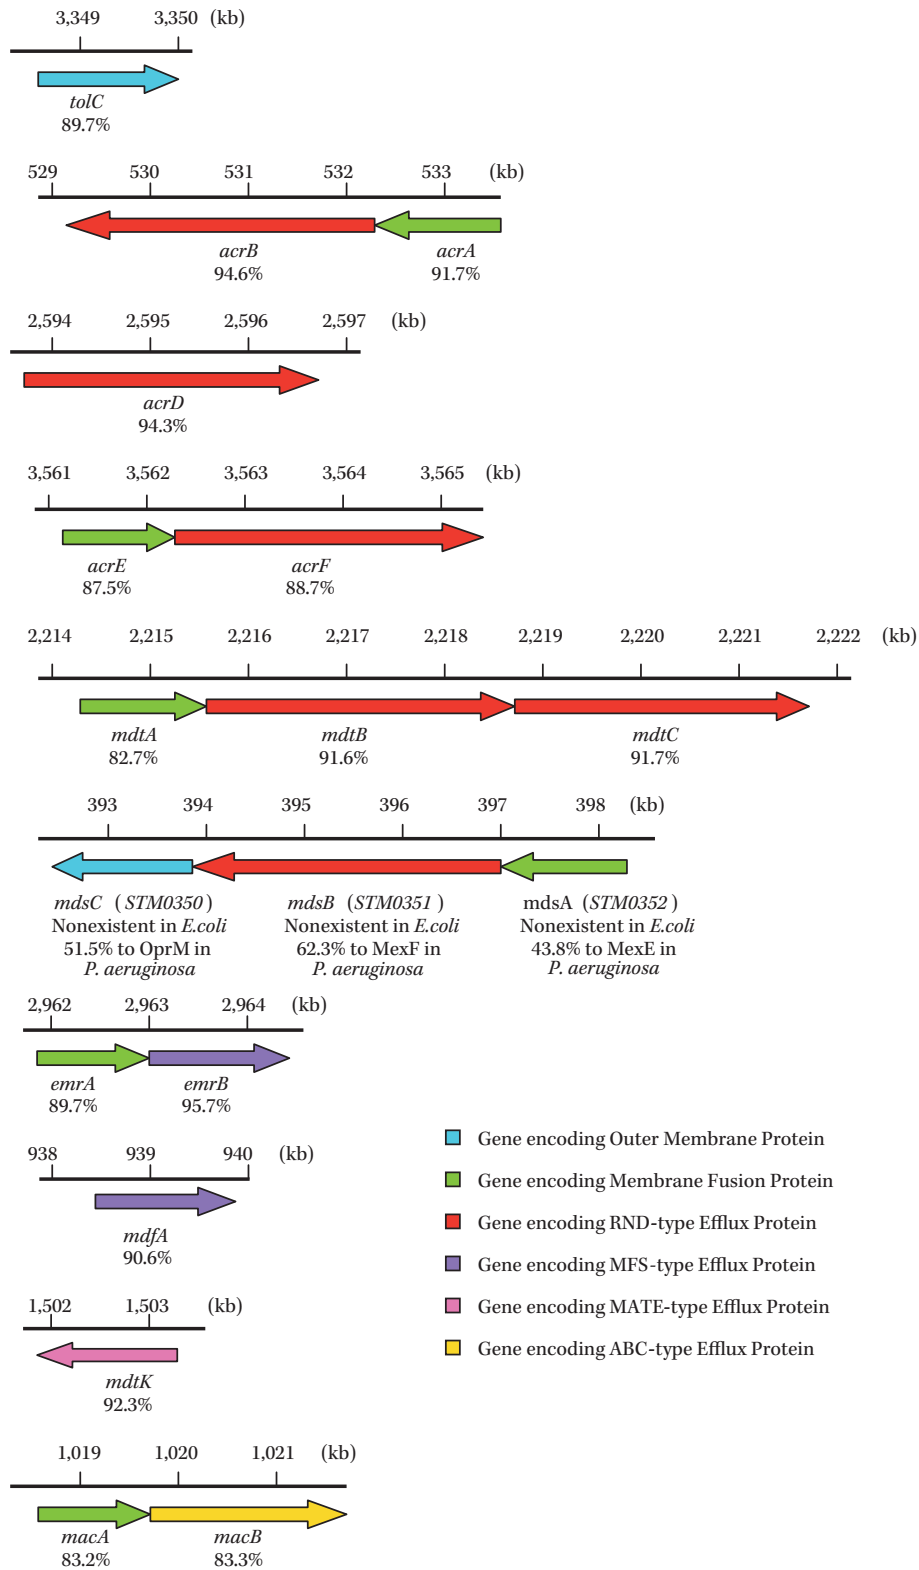 3,349 3,350 (kb)
tolC
89.7%
529 530 531 532 533 (kb)
acrB acrA
94.6% 91.7%
2,594 2,595 2,596 2,597 (kb)
acrD
94.3%
3,561 3,562 3,563 3,564 3,565 (kb)
acrE acrF
87.5% 88.7%
2,214 2,215 2,216 2,217 2,218 2,219 2,220 2,221 2,222 (kb)
mdtA mdtB mdtC
82.7% 91.6% 91.7%
393 394 395 396 397 398 (kb)
mdsC (STM0350) mdsB (STM0351) mdsA (STM0352)
Nonexistent in E.coli Nonexistent in E.coli Nonexistent in E.coli
51.5% to OprM in 62.3% to MexF in 43.8% to MexE in
P. aeruginosa P. aeruginosa P. aeruginosa
2,962 2,963 2,964 (kb)
emrA emrB
89.7% 95.7%
938 939 940 (kb)
mdfA
90.6%
1,502 1,503 (kb)
mdtK
92.3%
1,019 1,020 1,021 (kb)
macA macB
83.2% 83.3%
Gene encoding Outer Membrane Protein
Gene encoding Membrane Fusion Protein
Gene encoding RND-type Efflux Protein
Gene encoding MFS-type Efflux Protein
Gene encoding MATE-type Efflux Protein
Gene encoding ABC-type Efflux Protein